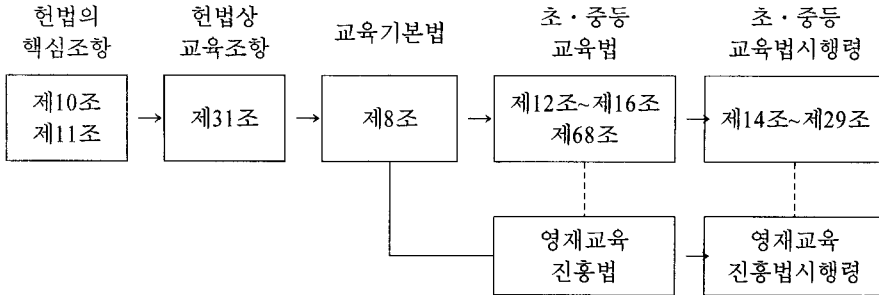 헌법의
핵심조항
헌법상
교육조항
교육기본법
초·중등
교육법
초·중등
교육법시행령
제10조
제11조
제31조
제8조
제12조~제16조
제68조
제14조~제29조
영재교육
진흥법
영재교육
진흥법시행령